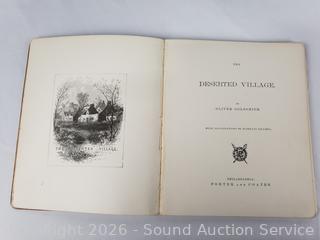 THE DESERTED VILLAGE.
THE
DESERTED VILLAGE.
BY
OLIVER GOLDSMITH
PHILADELPHIA:
PORTER AND COATES.
Copyright 2026 - Sound Auction Service